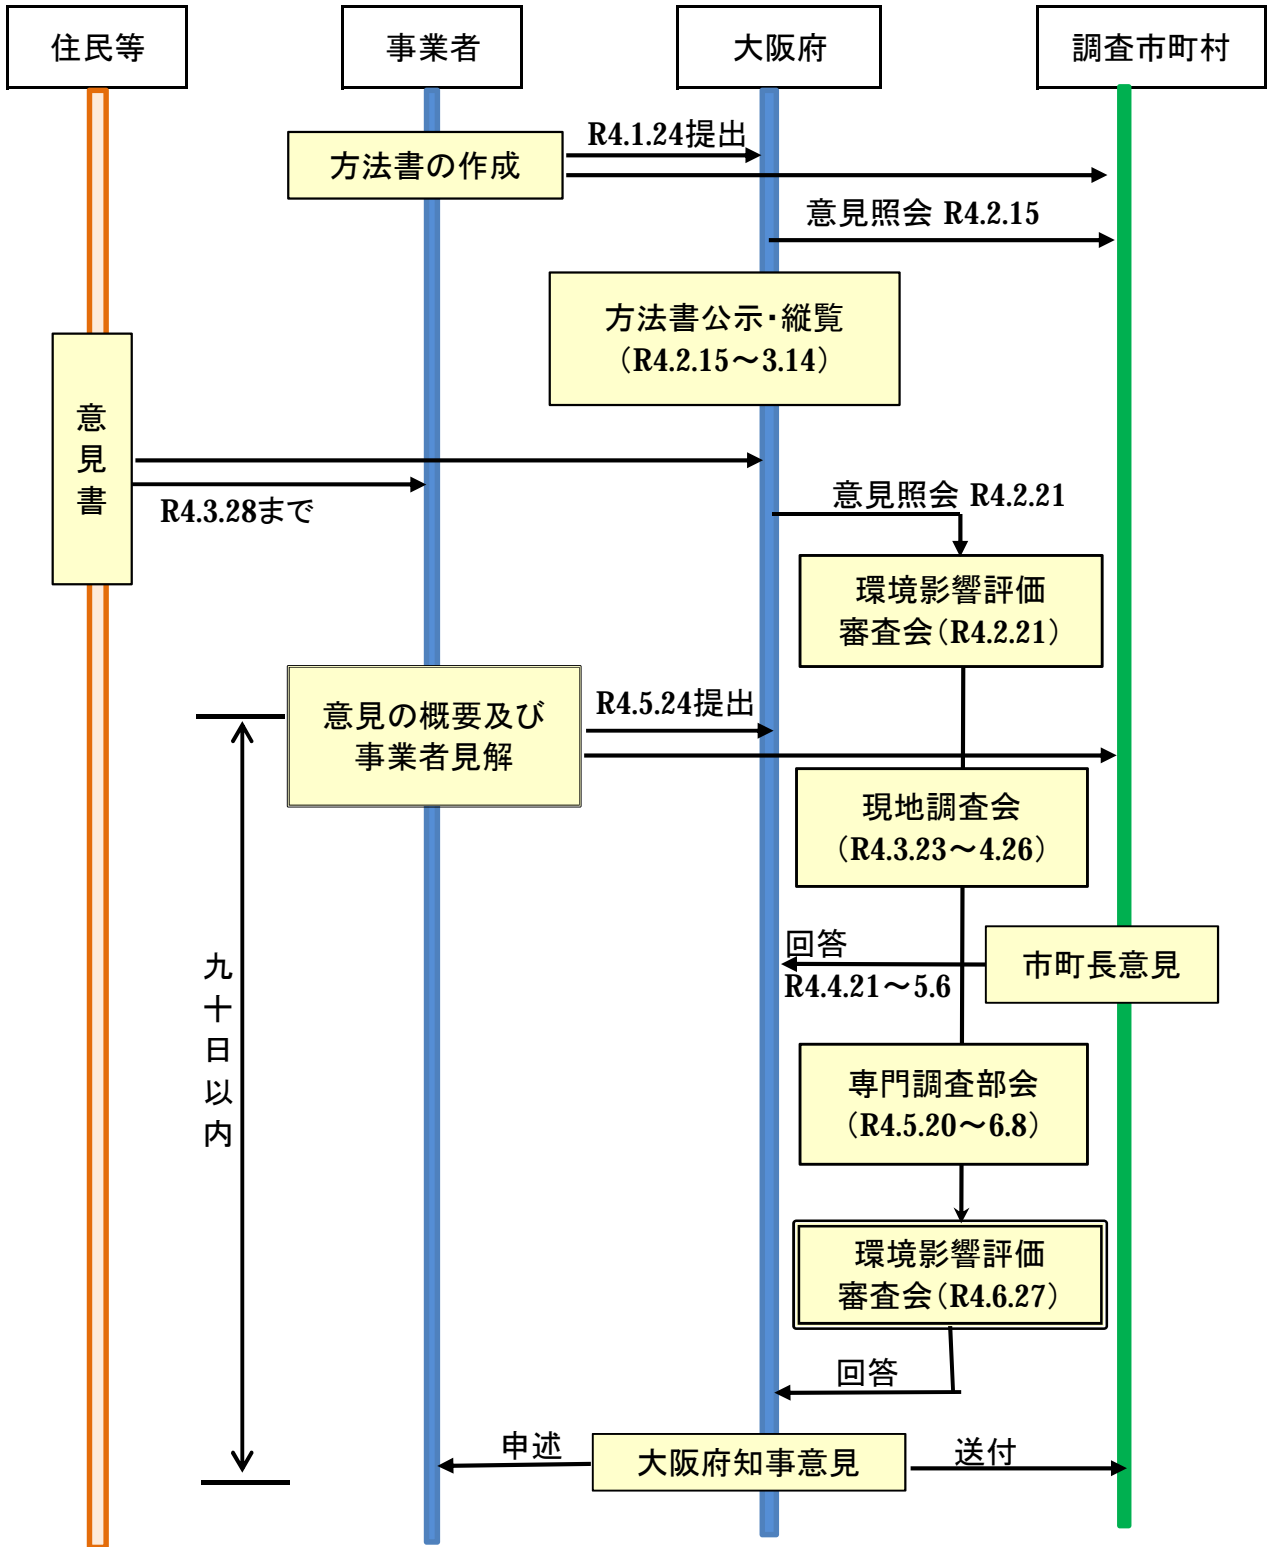 住民等
事業者
大阪府
調査市町村
R4.1.24提出
方法書の作成
意見照会 R4.2.15
方法書公示・縦覧
（R4.2.15～3.14）
意見書
R4.3.28まで
意見照会 R4.2.21
環境影響評価
審査会（R4.2.21）
意見の概要及び
事業者見解
R4.5.24提出
現地調査会
（R4.3.23～4.26）
回答
R4.4.21～5.6
市町長意見
九十日以内
専門調査部会
（R4.5.20～6.8）
環境影響評価
審査会（R4.6.27）
回答
申述
大阪府知事意見
送付